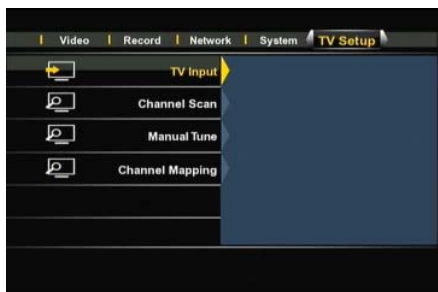 Video Record Network System TV Setup
TV Input
Channel Scan
Manual Tune
Channel Mapping